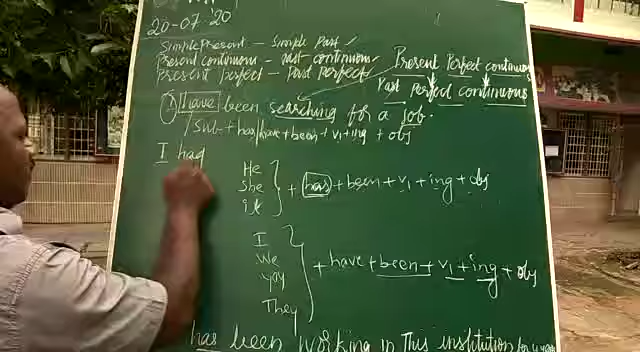 20-07-'20
Simple Present – Simple Past
Present continuous – past continuous
Present Perfect – Past Perfect
Present Perfect continuous
Past Perfect continuous
I have been searching for a job.
Sub + has/have + been + v1 + ing + obj
I had
He
She
It
+ has + been + v1 + ing + obj
I
We
You
They
+ have + been + v1 + ing + obj
has been working in This institution for